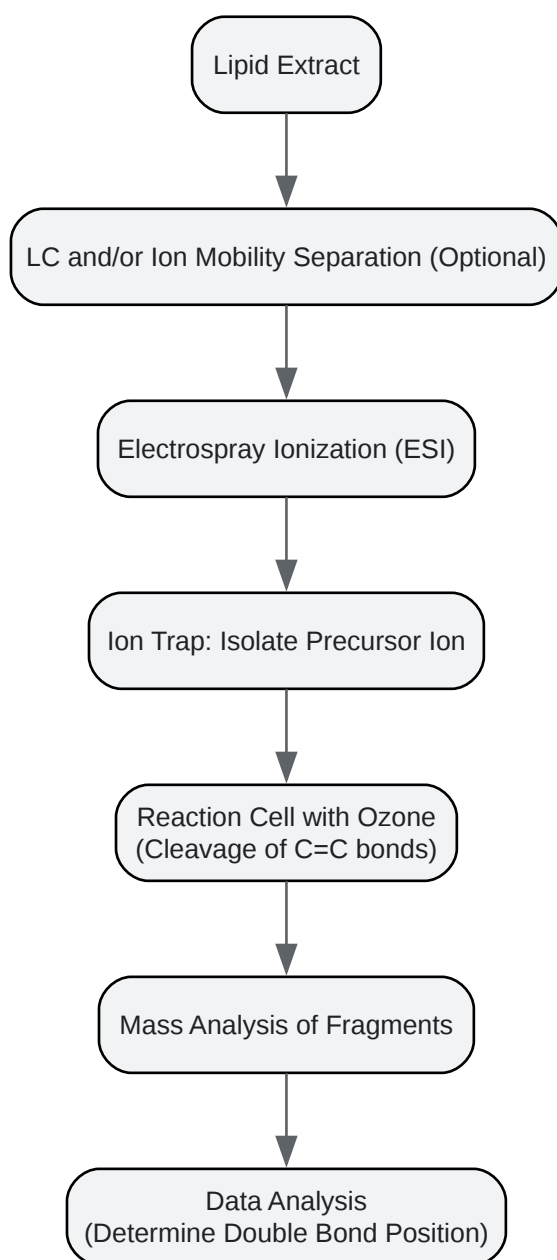 Lipid Extract
LC and/or Ion Mobility Separation (Optional)
Electrospray Ionization (ESI)
Ion Trap: Isolate Precursor Ion
Reaction Cell with Ozone
(Cleavage of C=C bonds)
Mass Analysis of Fragments
Data Analysis
(Determine Double Bond Position)